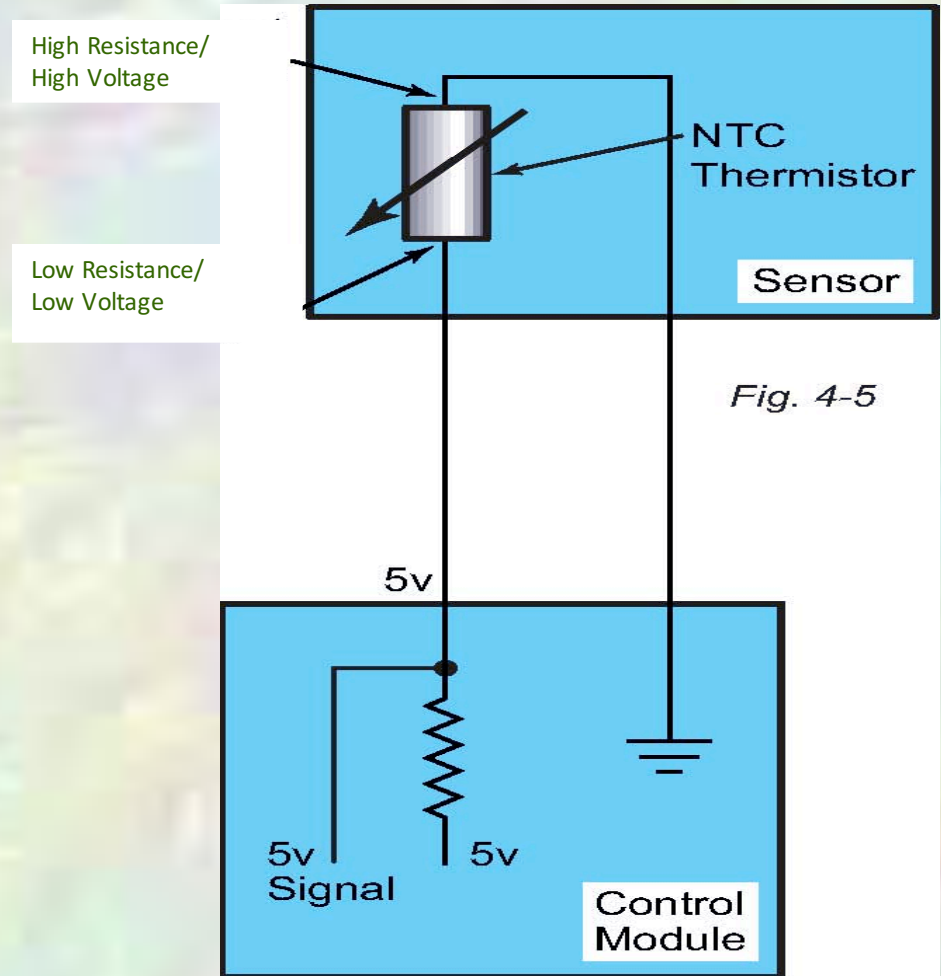 High Resistance/
High Voltage
NTC
Thermistor
Low Resistance/
Low Voltage
Sensor
Fig. 4-5
5v
5v
Signal
5v
Control
Module